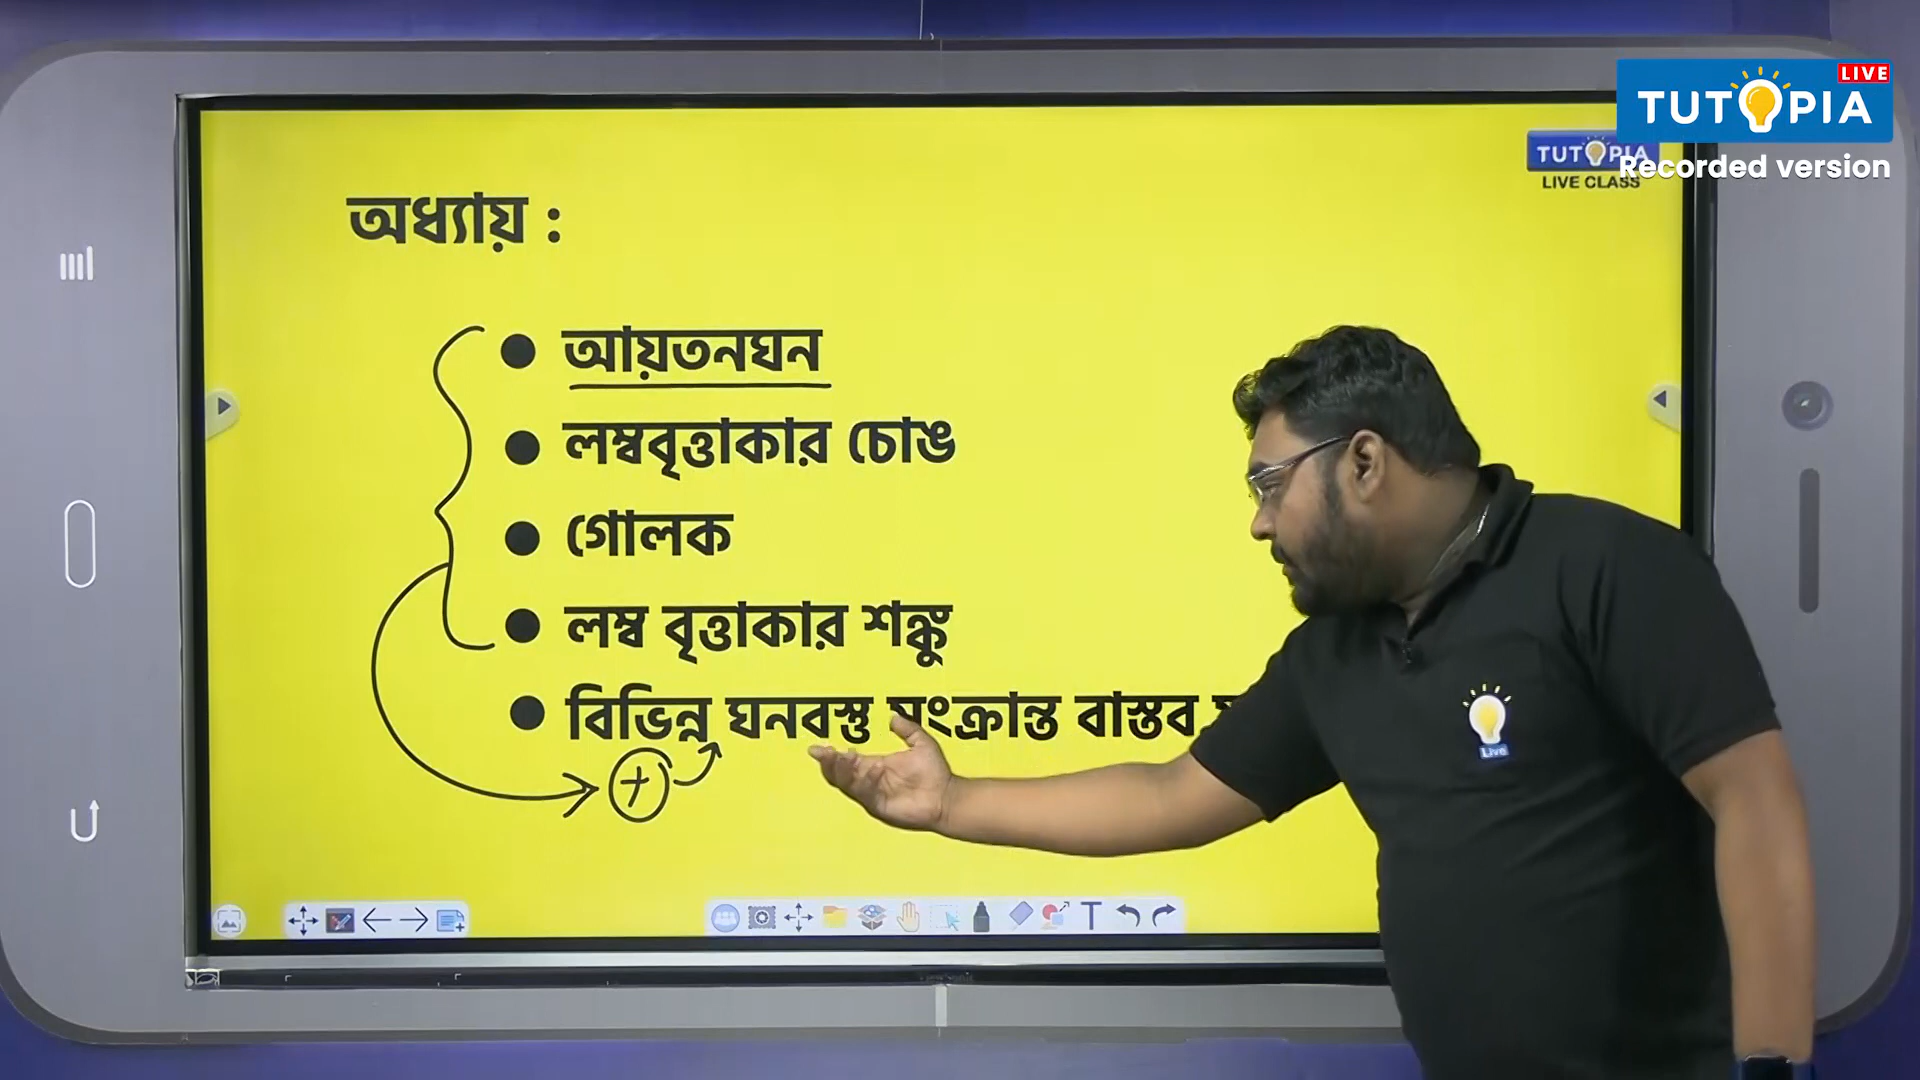 LIVE
TUTOPIA
Recorded version
TUTOPIA
LIVE CLASS
অধ্যায় :
আয়তনঘন
লম্ববৃত্তাকার চোঙ
গোলক
লম্ব বৃত্তাকার শঙ্কু
বিভিন্ন ঘনবস্তু সংক্রান্ত বাস্তব
+
Live